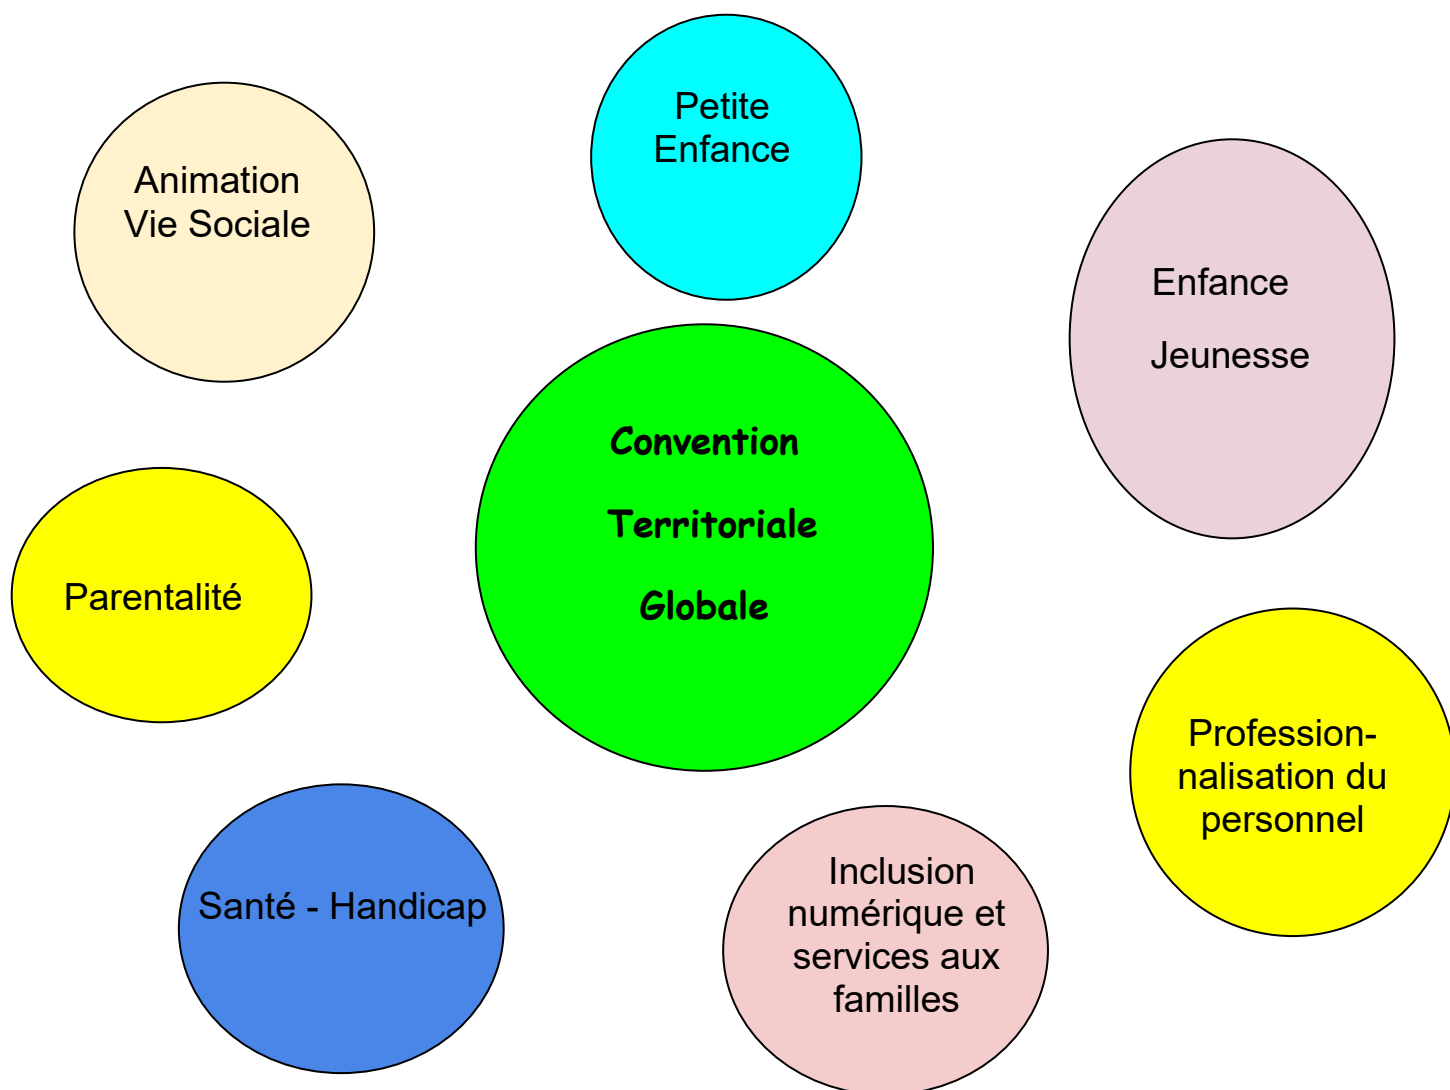 Petite
Enfance
Animation
Vie Sociale
Enfance
Jeunesse
Convention
Territoriale
Globale
Parentalité
Profession-
nalisation du
personnel
Santé - Handicap
Inclusion
numérique et
services aux
familles